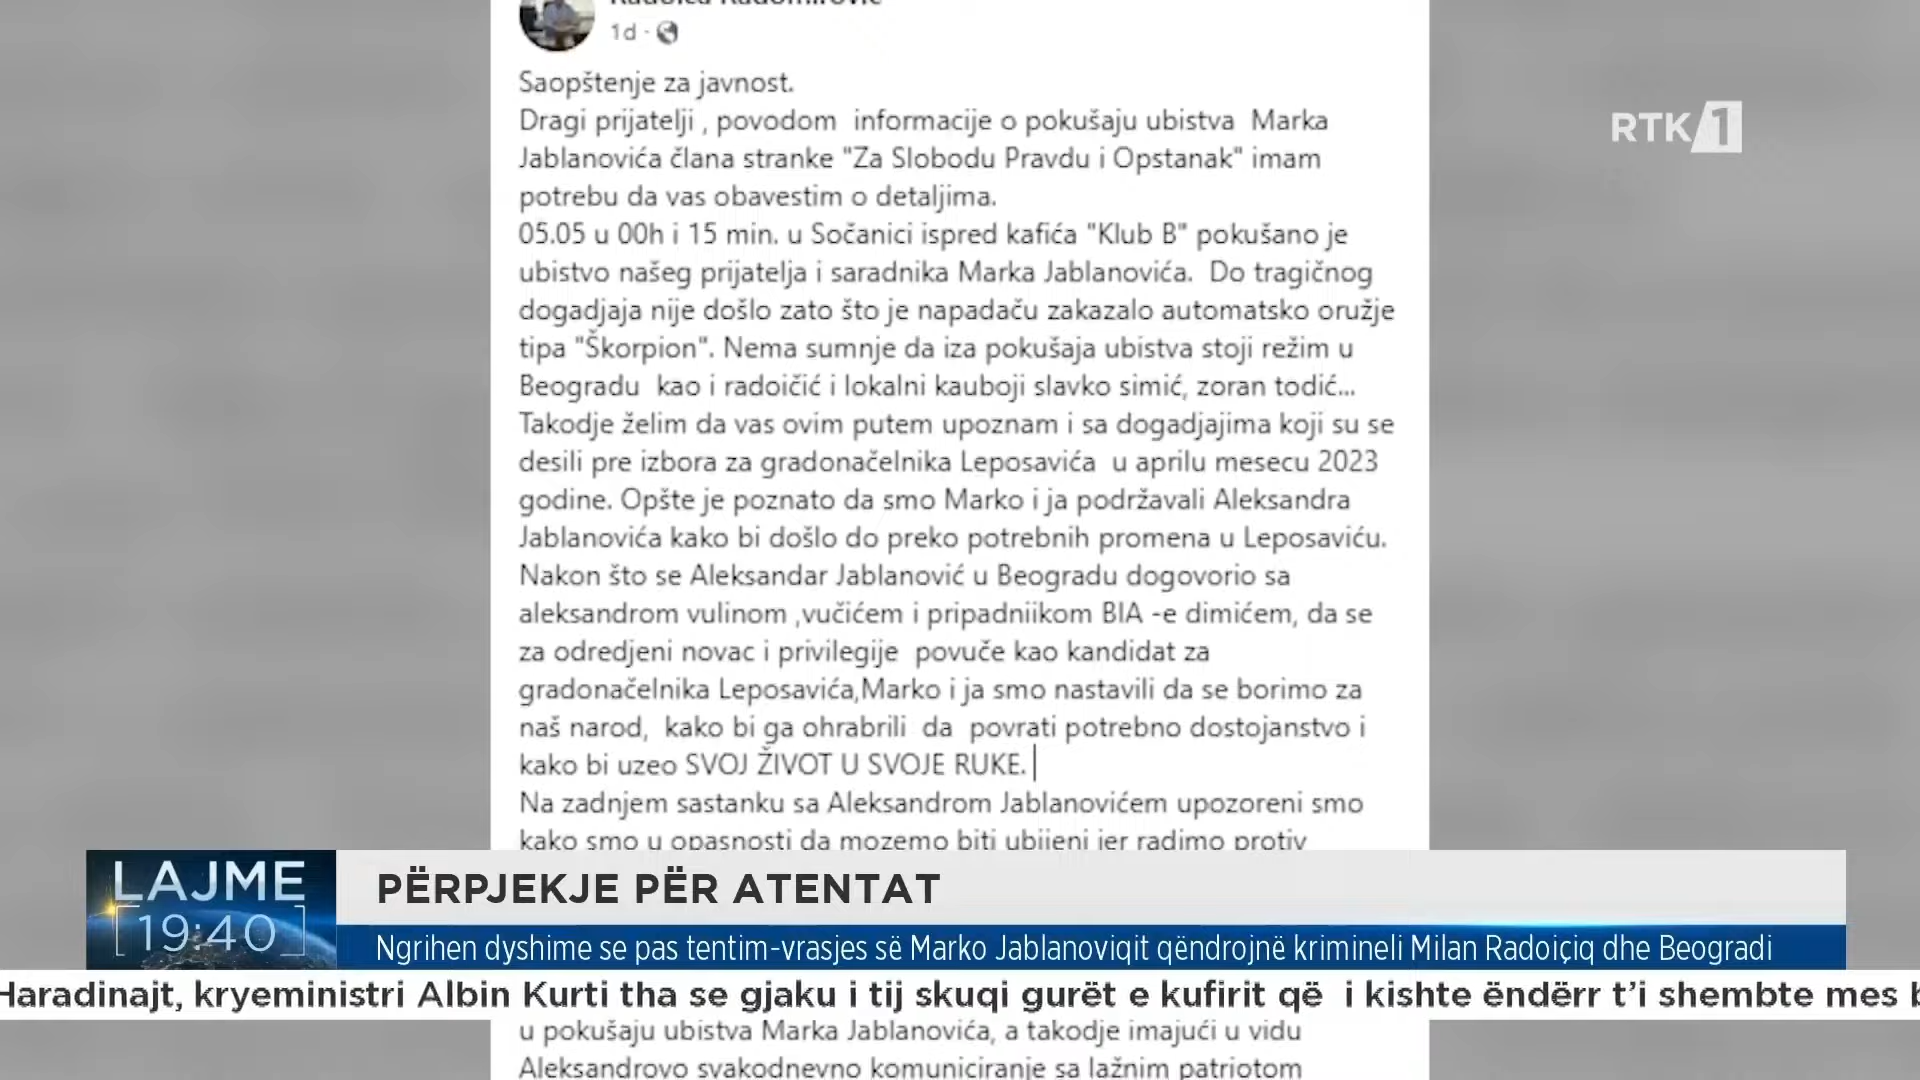 1d ·
Saopštenje za javnost.
Dragi prijatelji , povodom informacije o pokušaju ubistva Marka
Jablanovića člana stranke "Za Slobodu Pravdu i Opstanak" imam
potrebu da vas obavestim o detaljima.
05.05 u 00h i 15 min. u Sočanici ispred kafića "Klub B" pokušano je
ubistvo našeg prijatelja i saradnika Marka Jablanovića. Do tragičnog
dogadjaja nije došlo zato što je napadaču zakazalo automatsko oružje
tipa "Škorpion". Nema sumnje da iza pokušaja ubistva stoji režim u
Beogradu kao i radoičić i lokalni kauboji slavko simić, zoran todić...
Takodje želim da vas ovim putem upoznam i sa dogadjajima koji su se
desili pre izbora za gradonačelnika Leposavića u aprilu mesecu 2023
godine. Opšte je poznato da smo Marko i ja podržavali Aleksandra
Jablanovića kako bi došlo do preko potrebnih promena u Leposaviću.
Nakon što se Aleksandar Jablanović u Beogradu dogovorio sa
aleksandrom vulinom ,vučićem i pripadniikom BIA -e dimićem, da se
za odredjeni novac i privilegije povuče kao kandidat za
gradonačelnika Leposavića,Marko i ja smo nastavili da se borimo za
naš narod, kako bi ga ohrabrili da povrati potrebno dostojanstvo i
kako bi uzeo SVOJ ŽIVOT U SVOJE RUKE.
Na zadnjem sastanku sa Aleksandrom Jablanovićem upozoreni smo
kako smo u opasnosti da mozemo biti ubijeni jer radimo protiv
RTK 1
LAJME
19:40
PËRPJEKJE PËR ATENTAT
Ngrihen dyshime se pas tentim-vrasjes së Marko Jablanoviqit qëndrojnë krimineli Milan Radoiçiq dhe Beogradi
Haradinajt, kryeministri Albin Kurti tha se gjaku i tij skuqi gurët e kufirit që i kishte ëndërr t'i shembte mes
u pokušaju ubistva Marka Jablanovića, a takodje imajući u vidu
Aleksandrovo svakodnevno komuniciranje sa lažnim patriotom